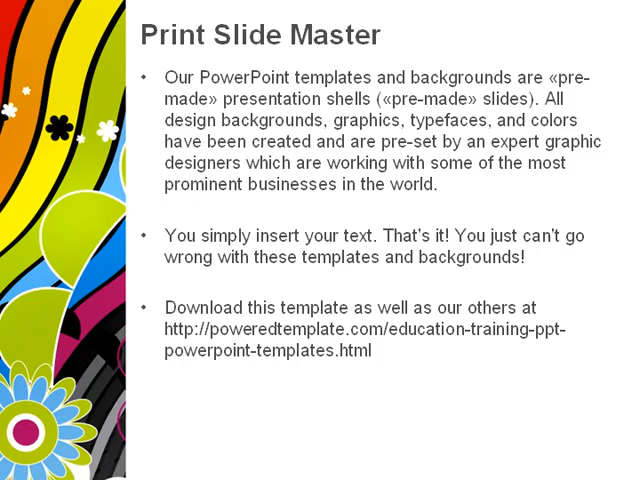 Print Slide Master
• Our PowerPoint templates and backgrounds are «pre-
made» presentation shells («pre-made» slides). All
design backgrounds, graphics, typefaces, and colors
have been created and are pre-set by an expert graphic
designers which are working with some of the most
prominent businesses in the world.
• You simply insert your text. That's it! You just can't go
wrong with these templates and backgrounds!
• Download this template as well as our others at
http://poweredtemplate.com/education-training-ppt-
powerpoint-templates.html